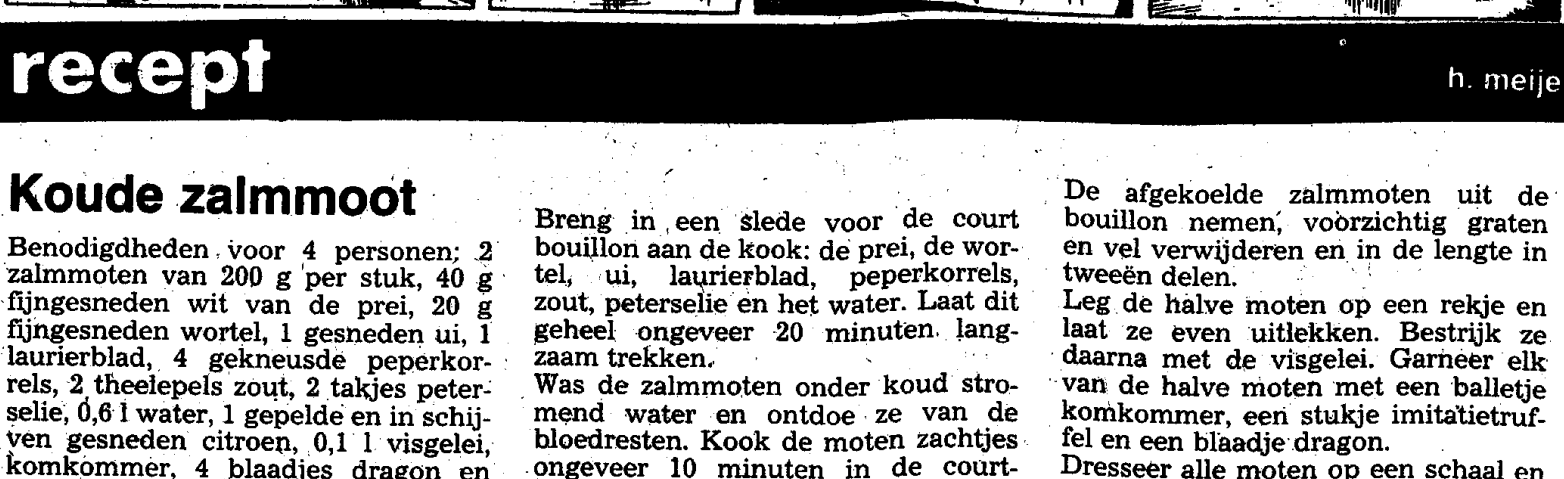 recept
h. meije
Koude zalmmoot
Benodigdheden voor 4 personen; 2
zalmmoten van 200 g per stuk, 40 g
fijngesneden wit van de prei, 20 g
fijngesneden wortel, 1 gesneden ui, 1
laurierblad, 4 gekneusde peperkor-
rels, 2 theelepels zout, 2 takjes peter-
selie, 0,6 l water, 1 gepelde en in schij-
ven gesneden citroen, 0,1 l visgelei,
komkommer, 4 blaadjes dragon en
Breng in een slede voor de court
bouillon aan de kook: de prei, de wor-
tel, ui, laurierblad, peperkorrels,
zout, peterselie en het water. Laat dit
geheel ongeveer 20 minuten lang-
zaam trekken.
Was de zalmmoten onder koud stro-
mend water en ontdoe ze van de
bloedresten. Kook de moten zachtjes
ongeveer 10 minuten in de court-
De afgekoelde zalmmoten uit de
bouillon nemen, voorzichtig graten
en vel verwijderen en in de lengte in
tweeën delen.
Leg de halve moten op een rekje en
laat ze even uitlekken. Bestrijk ze
daarna met de visgelei. Garneer elk
van de halve moten met een balletje
komkommer, een stukje imitatietruf-
fel en een blaadje dragon.
Dresseer alle moten op een schaal en